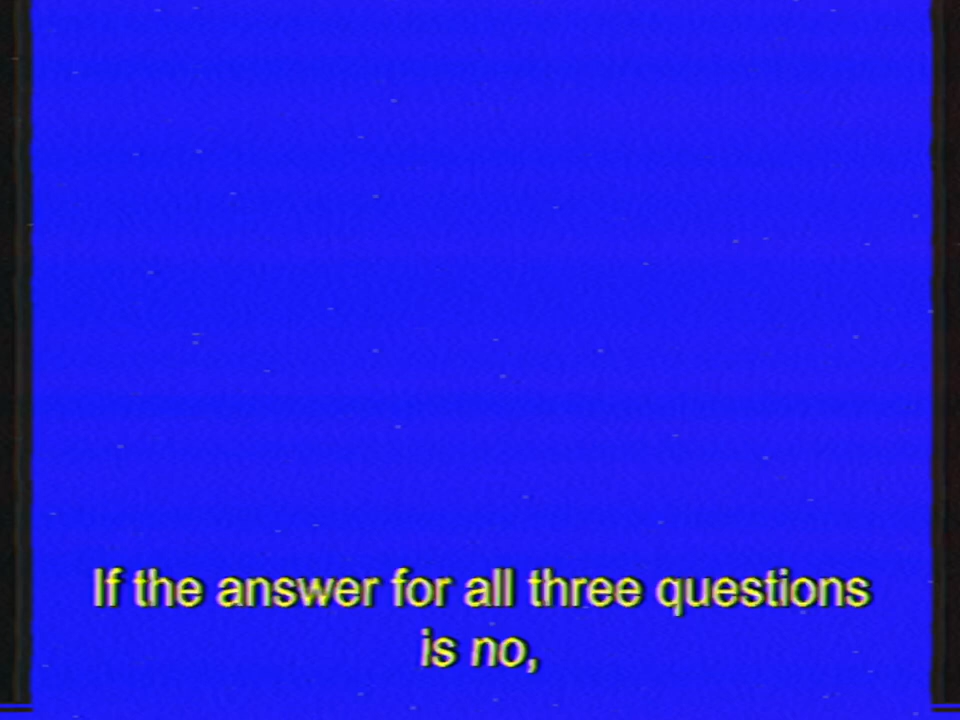 If the answer for all three questions
is no,